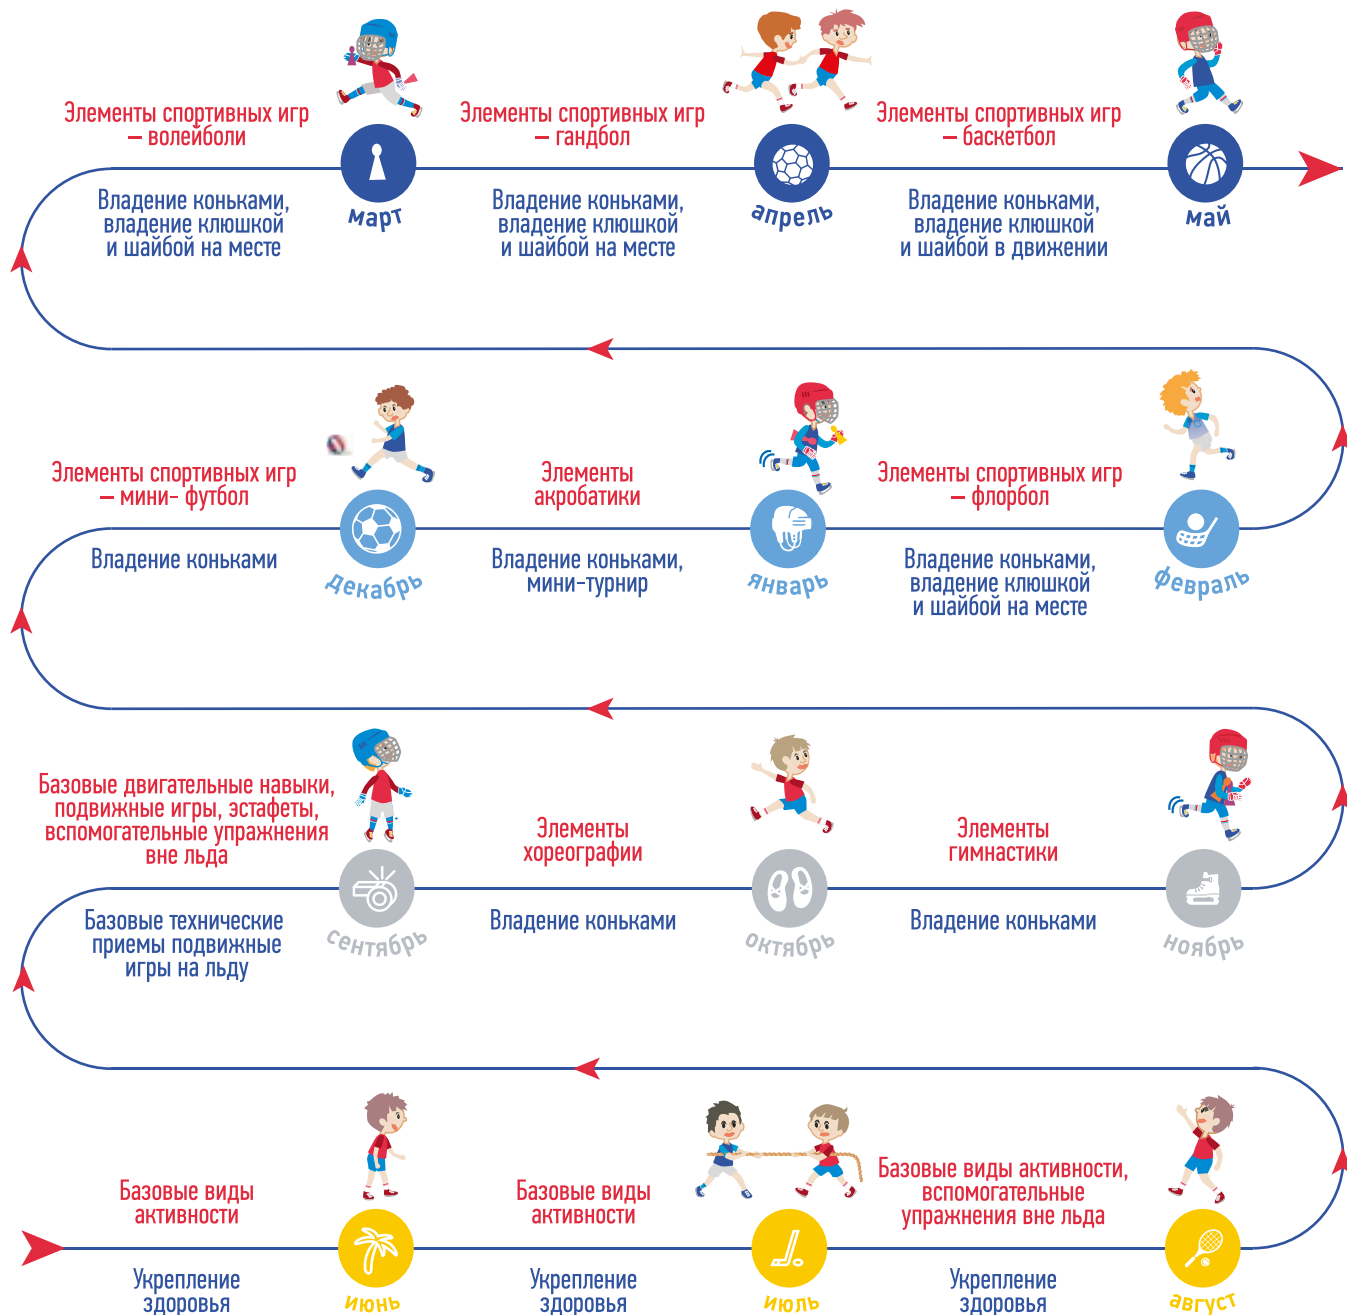 Элементы спортивных игр
– волейболи
Элементы спортивных игр
– гандбол
Элементы спортивных игр
– баскетбол
март
апрель
май
Владение коньками,
владение клюшкой
и шайбой на месте
Владение коньками,
владение клюшкой
и шайбой на месте
Владение коньками,
владение клюшкой
и шайбой в движении
Элементы спортивных игр
– мини- футбол
Элементы
акробатики
Элементы спортивных игр
– флорбол
декабрь
январь
февраль
Владение коньками
Владение коньками,
мини-турнир
Владение коньками,
владение клюшкой
и шайбой на месте
Базовые двигательные навыки,
подвижные игры, эстафеты,
вспомогательные упражнения
вне льда
Элементы
хореографии
Элементы
гимнастики
сентябрь
октябрь
ноябрь
Базовые технические
приемы подвижные
игры на льду
Владение коньками
Владение коньками
Базовые виды
активности
Базовые виды
активности
Базовые виды активности,
вспомогательные
упражнения вне льда
июнь
июль
август
Укрепление
здоровья
Укрепление
здоровья
Укрепление
здоровья